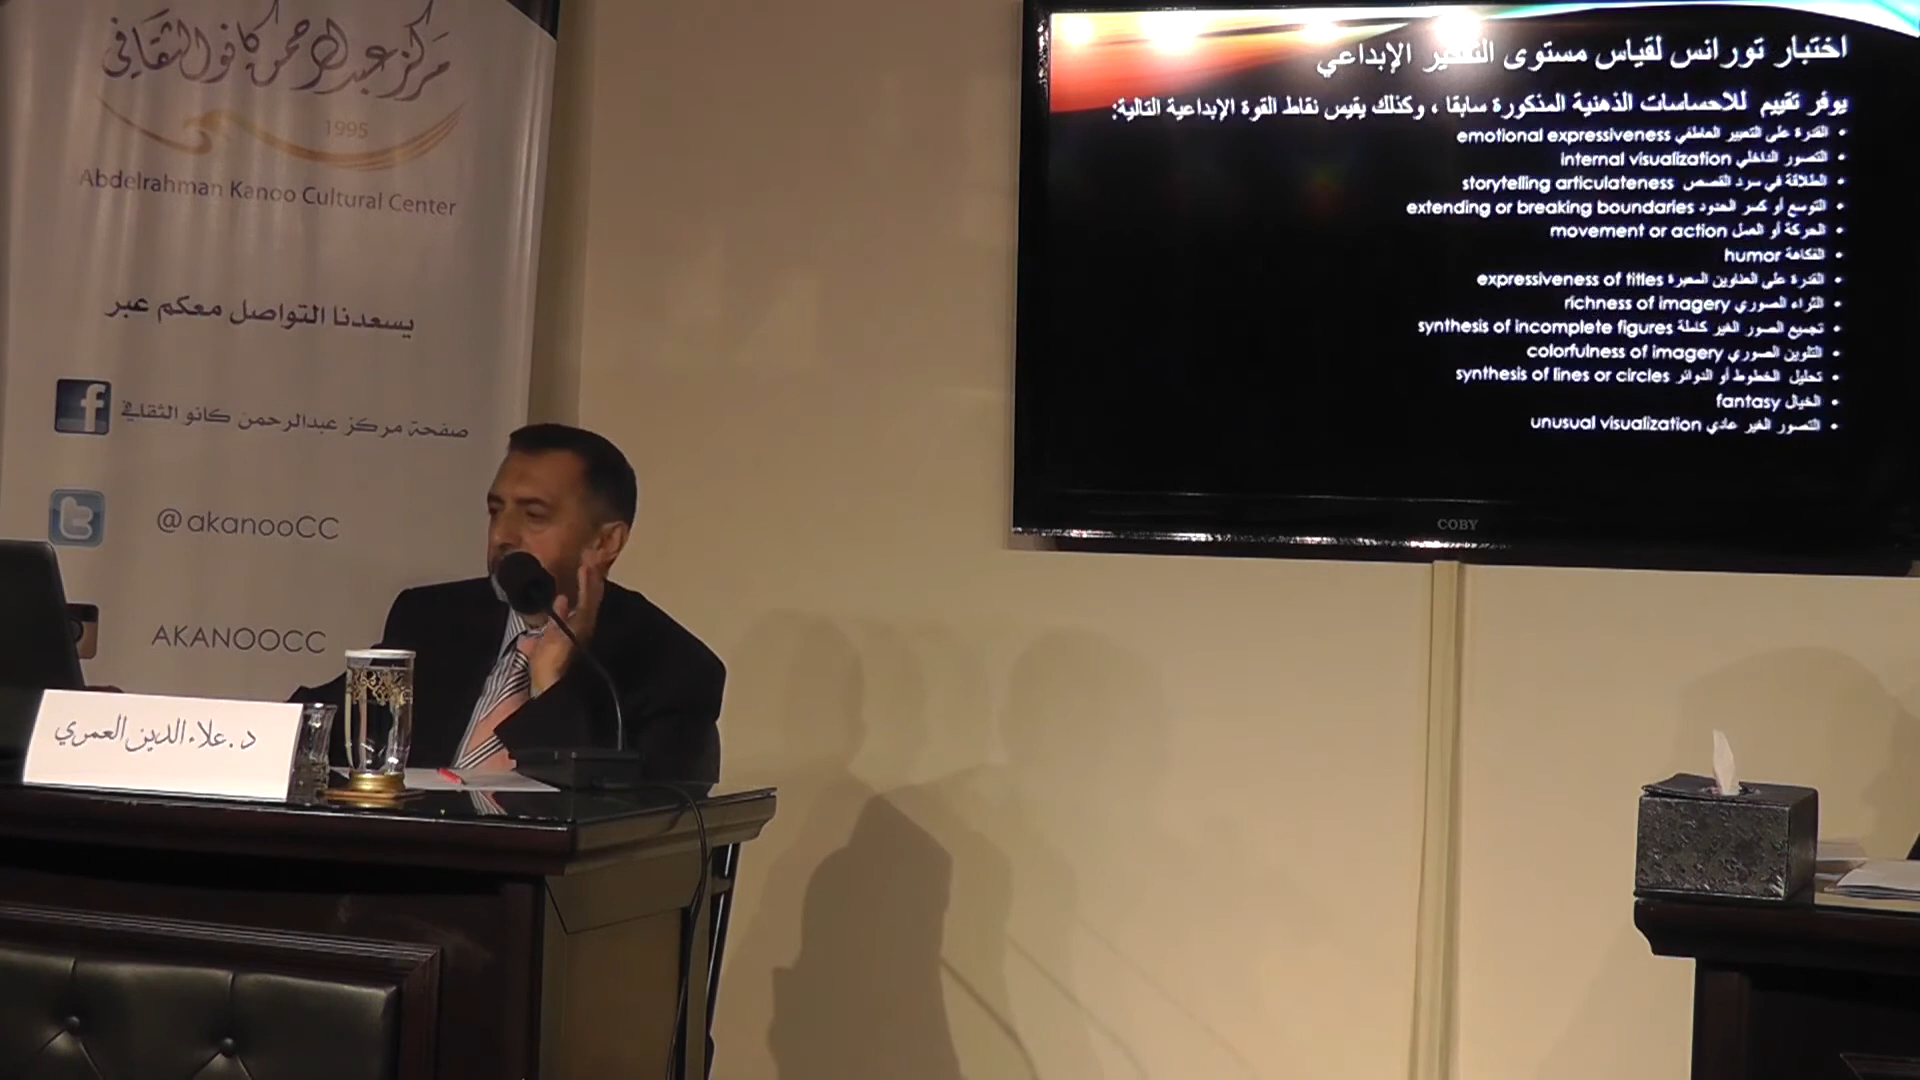 مركز عبدالرحمن كانو الثقافي
1995
Abdelrahman Kanoo Cultural Center
يسعدنا التواصل معكم عبر
صفحة مركز عبدالرحمن كانو الثقافي
@akanooCC
AKANOOCC
د. علاء الدين العمري
اختبار تورانس لقياس مستوى التفكير الإبداعي
يوفر تقييم للاحساسات الذهنية المذكورة سابقا ، وكذلك يقيس نقاط القوة الإبداعية التالية:
• القدرة على التعبير العاطفي emotional expressiveness
• التصور الداخلي internal visualization
• الطلاقة في سرد القصص storytelling articulateness
• التوسع أو كسر الحدود extending or breaking boundaries
• الحركة أو العمل movement or action
• الفكاهة humor
• القدرة على العناوين المعبرة expressiveness of titles
• الثراء الصوري richness of imagery
• تجميع الصور الغير كاملة synthesis of incomplete figures
• التلوين الصوري colorfulness of imagery
• تحليل الخطوط أو الدوائر synthesis of lines or circles
• الخيال fantasy
• التصور الغير عادي unusual visualization
COBY